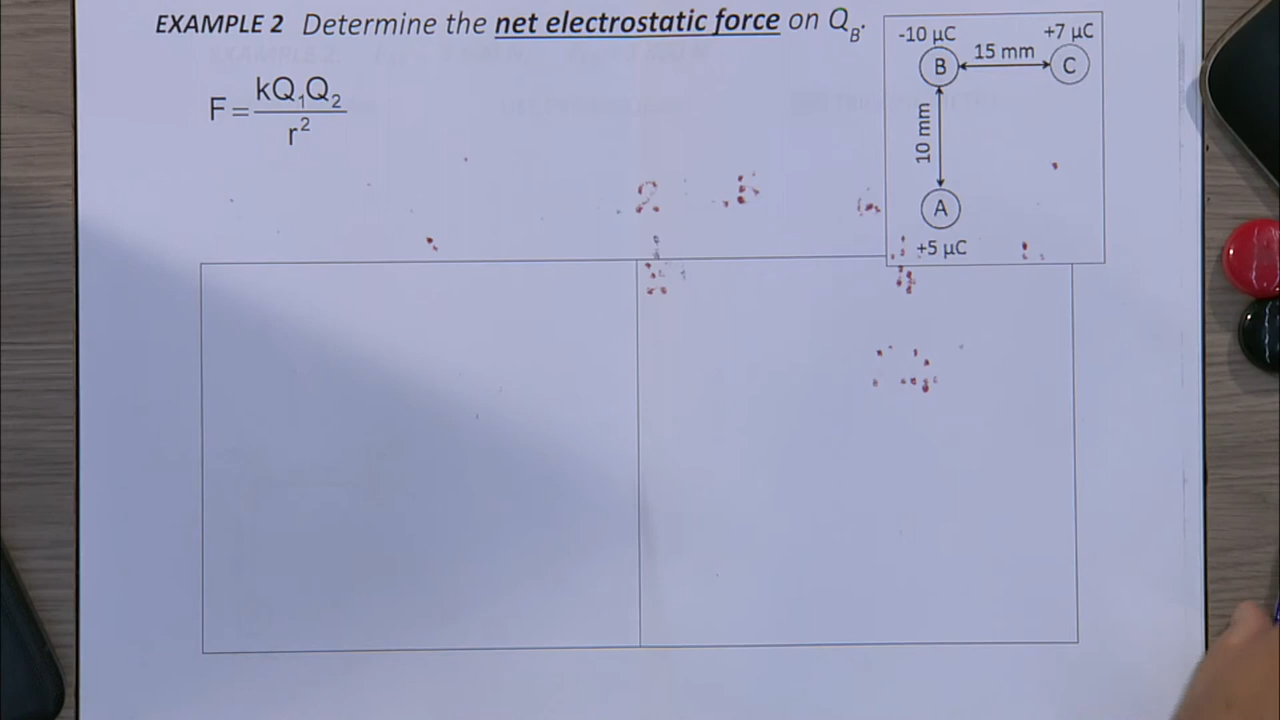 EXAMPLE 2 Determine the net electrostatic force on Q_B.
F = kQ₁Q₂
r²
-10 µC
+7 µC
B
15 mm
C
10 mm
A
+5 µC